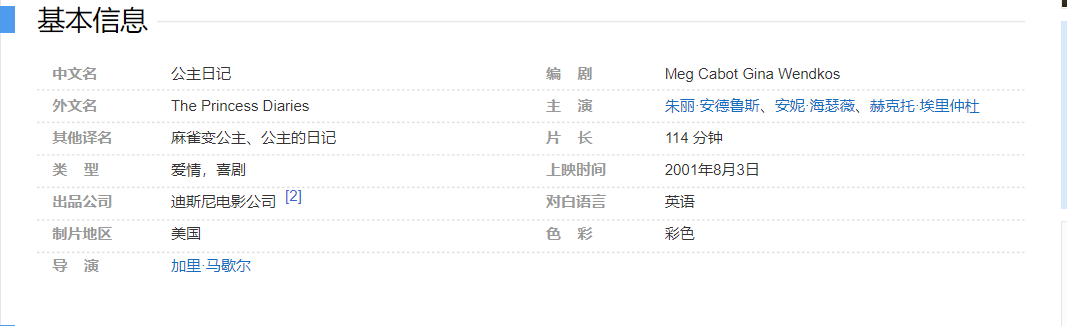 基本信息
中文名 公主日记
外文名 The Princess Diaries
其他译名 麻雀变公主、公主的日记
类 型 爱情，喜剧
出品公司 迪斯尼电影公司 [2]
制片地区 美国
导 演 加里·马歇尔
编 剧 Meg Cabot Gina Wendkos
主 演 朱丽·安德鲁斯、安妮·海瑟薇、赫克托·埃里仲杜
片 长 114 分钟
上映时间 2001年8月3日
对白语言 英语
色 彩 彩色